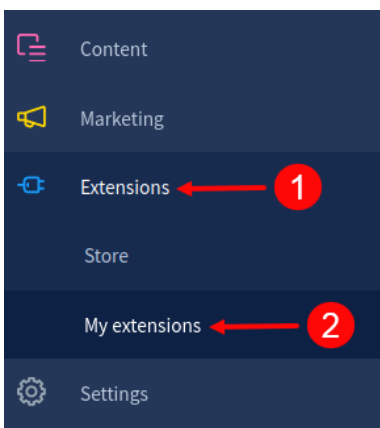 Content
Marketing
Extensions 1
Store
My extensions 2
Settings